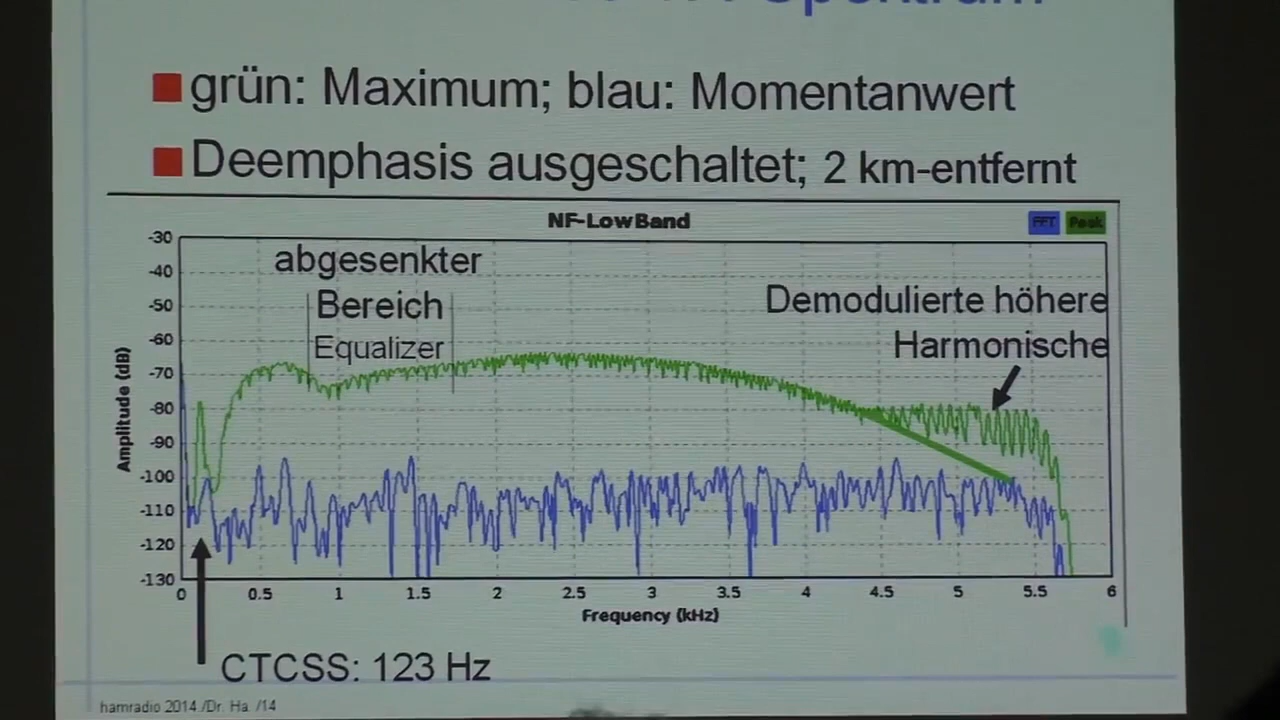 Spektrum
grün: Maximum; blau: Momentanwert
Deemphasis ausgeschaltet; 2 km-entfernt
NF-LowBand
FFT Peak
-30
-40
-50
-60
-70
-80
-90
-100
-110
-120
-130
Amplitude (dB)
abgesenkter
Bereich
Equalizer
Demodulierte höhere
Harmonische
0 0.5 1 1.5 2 2.5 3 3.5 4 4.5 5 5.5 6
Frequency (kHz)
CTCSS: 123 Hz
hamradio 2014 /Dr. Ha. /14